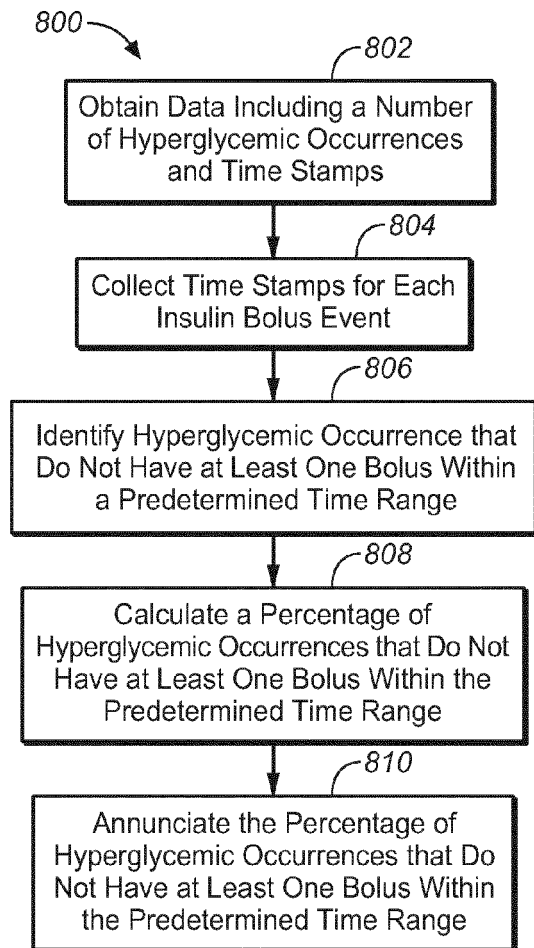 800
802
Obtain Data Including a Number
of Hyperglycemic Occurrences
and Time Stamps
804
Collect Time Stamps for Each
Insulin Bolus Event
806
Identify Hyperglycemic Occurrence that
Do Not Have at Least One Bolus Within
a Predetermined Time Range
808
Calculate a Percentage of
Hyperglycemic Occurrences that Do Not
Have at Least One Bolus Within the
Predetermined Time Range
810
Annunciate the Percentage of
Hyperglycemic Occurrences that Do
Not Have at Least One Bolus Within
the Predetermined Time Range